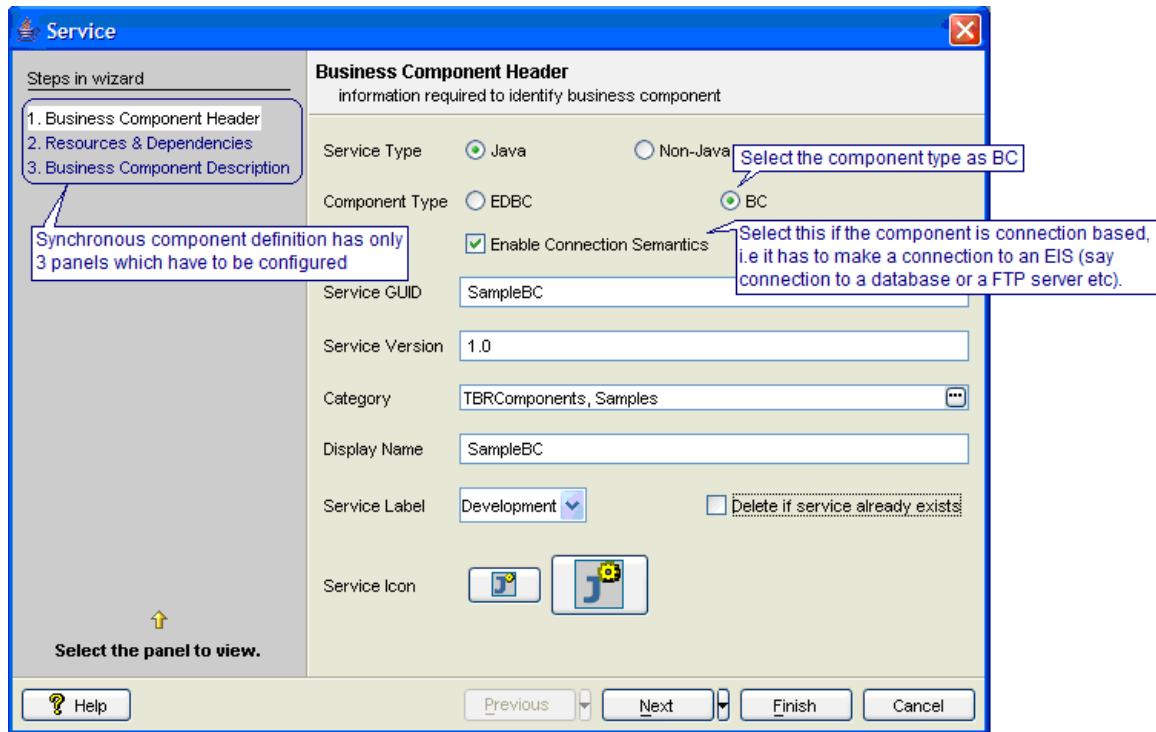 Service
Steps in wizard
1. Business Component Header
2. Resources & Dependencies
3. Business Component Description
Synchronous component definition has only
3 panels which have to be configured
Select the panel to view.
Business Component Header
information required to identify business component
Service Type
Java
Non-Java
Select the component type as BC
Component Type
EDBC
BC
Enable Connection Semantics
Select this if the component is connection based,
i.e it has to make a connection to an EIS (say
connection to a database or a FTP server etc).
Service GUID
SampleBC
Service Version
1.0
Category
TBRComponents, Samples
Display Name
SampleBC
Service Label
Development
Delete if service already exists
Service Icon
J
J
Help
Previous
Next
Finish
Cancel